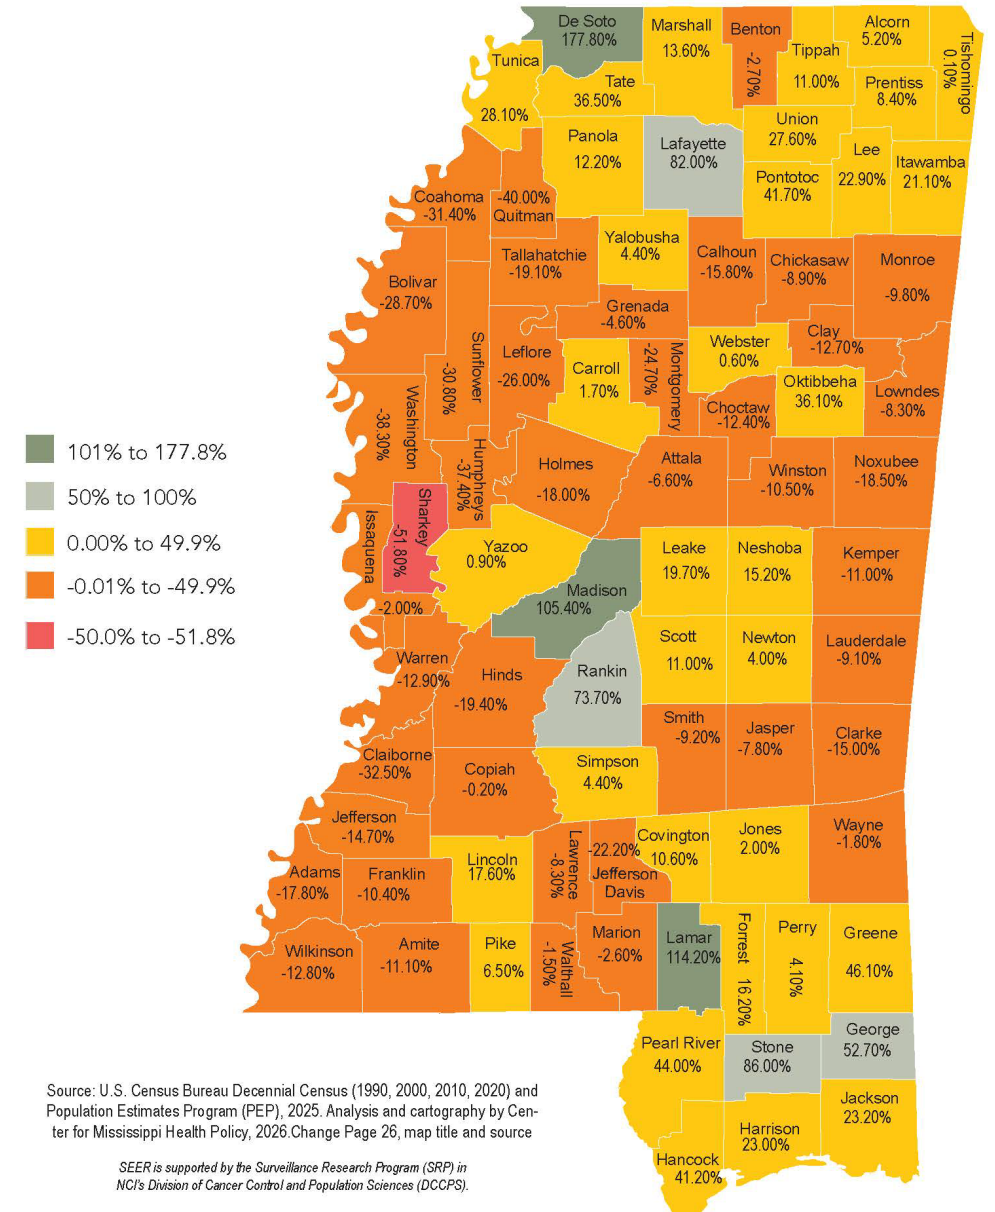 De Soto
177.80%
Marshall
13.60%
Benton
-2.70%
Tippah
11.00%
Alcorn
5.20%
Tishomingo
0.10%
Tunica
28.10%
Tate
36.50%
Prentiss
8.40%
Panola
12.20%
Lafayette
82.00%
Union
27.60%
Lee
22.90%
Itawamba
21.10%
Pontotoc
41.70%
Coahoma
-31.40%
-40.00%
Quitman
Tallahatchie
-19.10%
Yalobusha
4.40%
Calhoun
-15.80%
Chickasaw
-8.90%
Monroe
-9.80%
Bolivar
-28.70%
Grenada
-4.60%
Sunflower
-30.80%
Leflore
-26.00%
Carroll
1.70%
Montgomery
-24.70%
Webster
0.60%
Clay
-12.70%
Oktibbeha
36.10%
Lowndes
-8.30%
Choctaw
-12.40%
Washington
-38.30%
Humphreys
-37.40%
Holmes
-18.00%
Attala
-6.60%
Winston
-10.50%
Noxubee
-18.50%
101% to 177.8%
50% to 100%
0.00% to 49.9%
-0.01% to -49.9%
-50.0% to -51.8%
Sharkey
-51.80%
Issaquena
-2.00%
Yazoo
0.90%
Madison
105.40%
Leake
19.70%
Neshoba
15.20%
Kemper
-11.00%
Warren
-12.90%
Hinds
-19.40%
Rankin
73.70%
Scott
11.00%
Newton
4.00%
Lauderdale
-9.10%
Claiborne
-32.50%
Copiah
-0.20%
Simpson
4.40%
Smith
-9.20%
Jasper
-7.80%
Clarke
-15.00%
Jefferson
-14.70%
Lincoln
17.60%
Lawrence
-8.30%
-22.20%
Jefferson
Davis
Covington
10.60%
Jones
2.00%
Wayne
-1.80%
Adams
-17.80%
Franklin
-10.40%
Wilkinson
-12.80%
Amite
-11.10%
Pike
6.50%
Walthall
-1.50%
Marion
-2.60%
Lamar
114.20%
Forrest 16.20%
Perry
4.10%
Greene
46.10%
Pearl River
44.00%
Stone
86.00%
George
52.70%
Jackson
23.20%
Harrison
23.00%
Hancock
41.20%
Source: U.S. Census Bureau Decennial Census (1990, 2000, 2010, 2020) and
Population Estimates Program (PEP), 2025. Analysis and cartography by Cen-
ter for Mississippi Health Policy, 2026.Change Page 26, map title and source
SEER is supported by the Surveillance Research Program (SRP) in
NCI's Division of Cancer Control and Population Sciences (DCCPS).